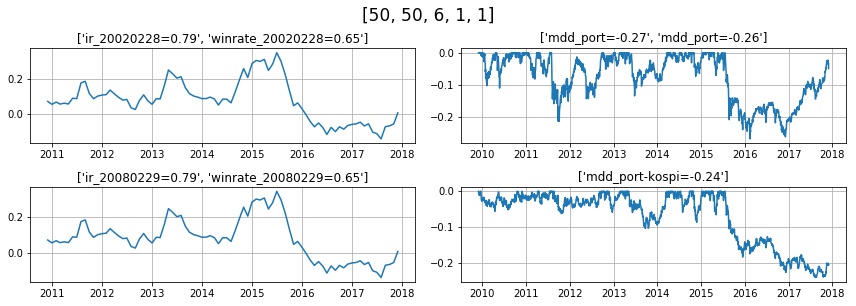 [50, 50, 6, 1, 1]
['ir_20020228=0.79', 'winrate_20020228=0.65']
0.2
0.0
2011 2012 2013 2014 2015 2016 2017 2018
['mdd_port=-0.27', 'mdd_port=-0.26']
0.0
−0.1
−0.2
2010 2011 2012 2013 2014 2015 2016 2017 2018
['ir_20080229=0.79', 'winrate_20080229=0.65']
0.2
0.0
2011 2012 2013 2014 2015 2016 2017 2018
['mdd_port-kospi=-0.24']
0.0
−0.1
−0.2
2010 2011 2012 2013 2014 2015 2016 2017 2018